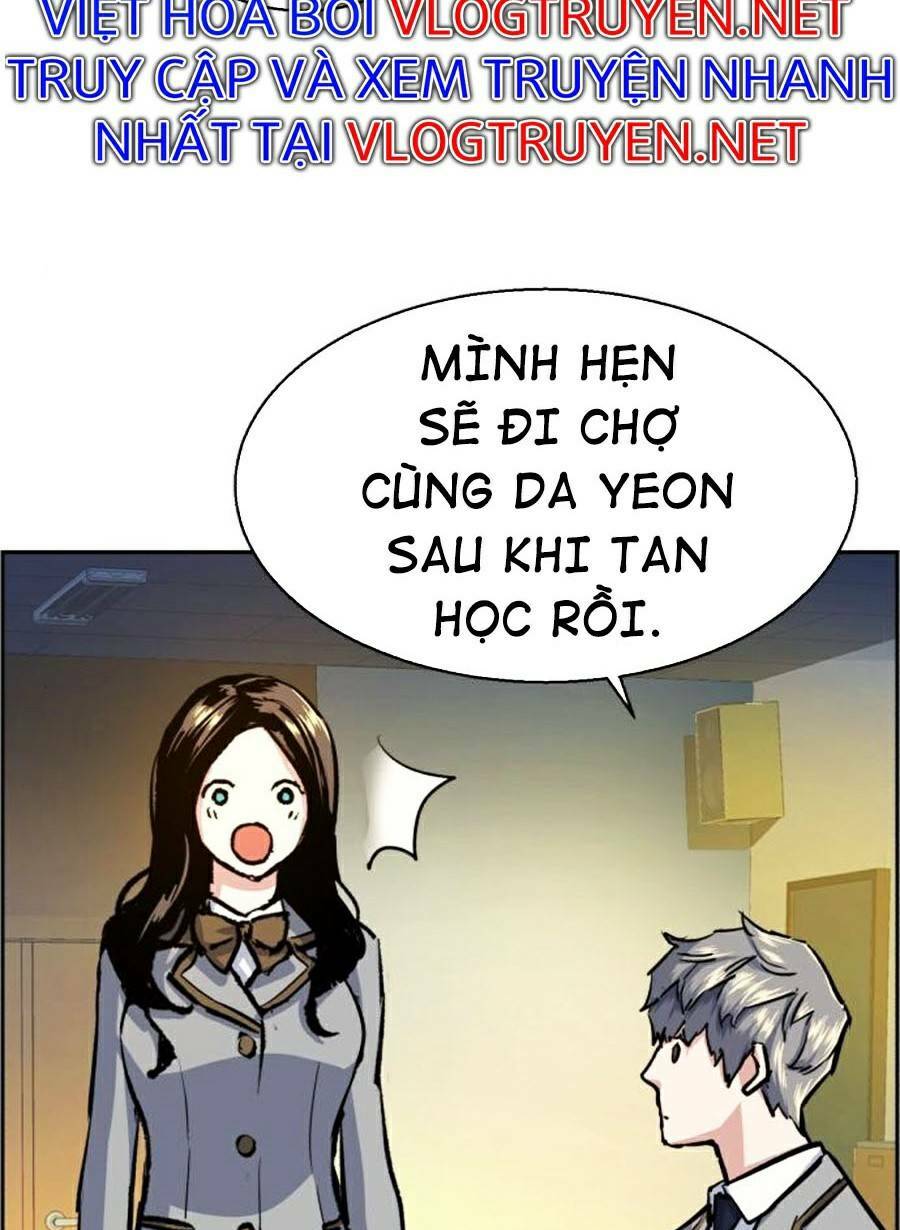 VIỆT HÓA BỞI VLOGTRUYEN.NET
TRUY CẬP VÀ XEM TRUYỆN NHANH
NHẤT TẠI VLOGTRUYEN.NET
MÌNH HẸN
SẼ ĐI CHỢ
CÙNG DA YEON
SAU KHI TAN
HỌC RỒI.